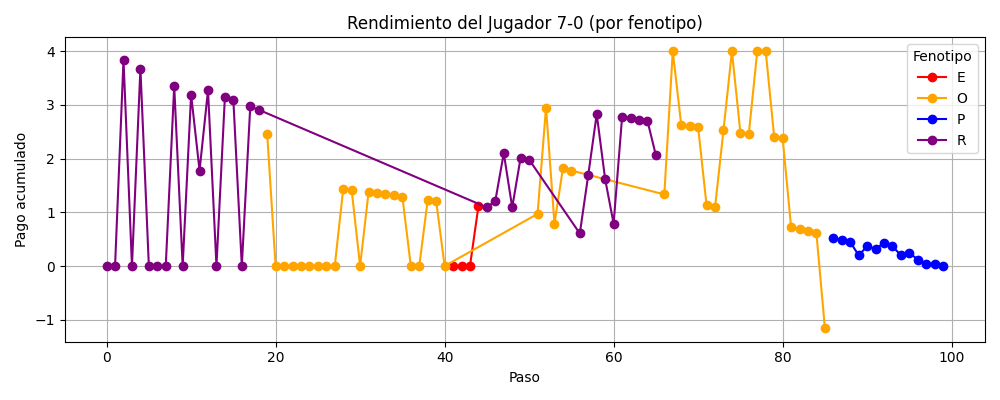 Rendimiento del Jugador 7-0 (por fenotipo)
Pago acumulado
4
3
2
1
0
−1
0
20
40
60
80
100
Paso
Fenotipo
E
O
P
R